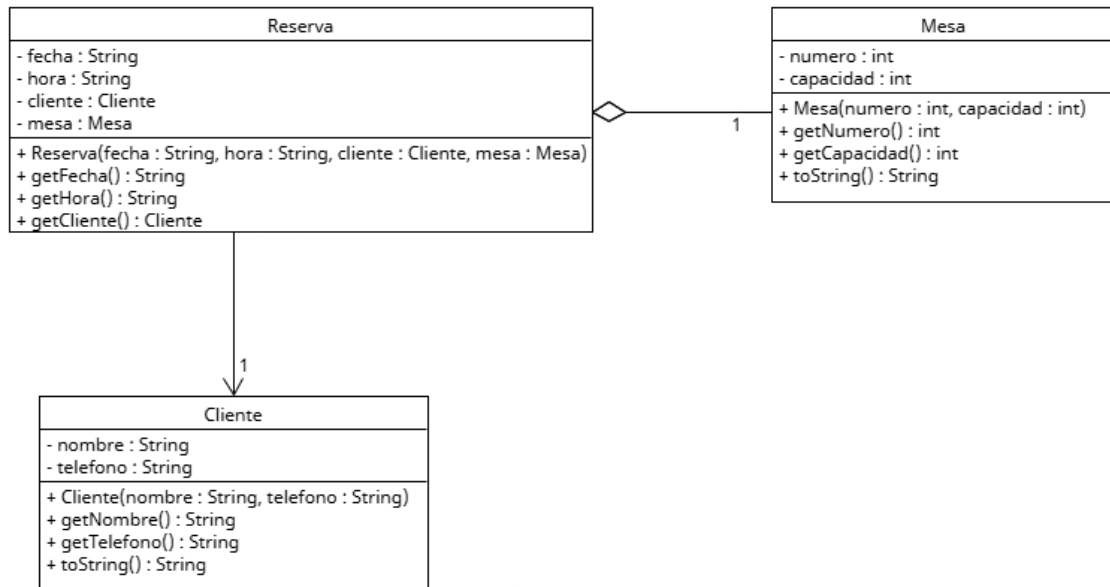 Reserva
- fecha : String
- hora : String
- cliente : Cliente
- mesa : Mesa
+ Reserva(fecha : String, hora : String, cliente : Cliente, mesa : Mesa)
+ getFecha() : String
+ getHora() : String
+ getCliente() : Cliente
1
Mesa
- numero : int
- capacidad : int
+ Mesa(numero : int, capacidad : int)
+ getNumero() : int
+ getCapacidad() : int
+ toString() : String
1
Cliente
- nombre : String
- telefono : String
+ Cliente(nombre : String, telefono : String)
+ getNombre() : String
+ getTelefono() : String
+ toString() : String